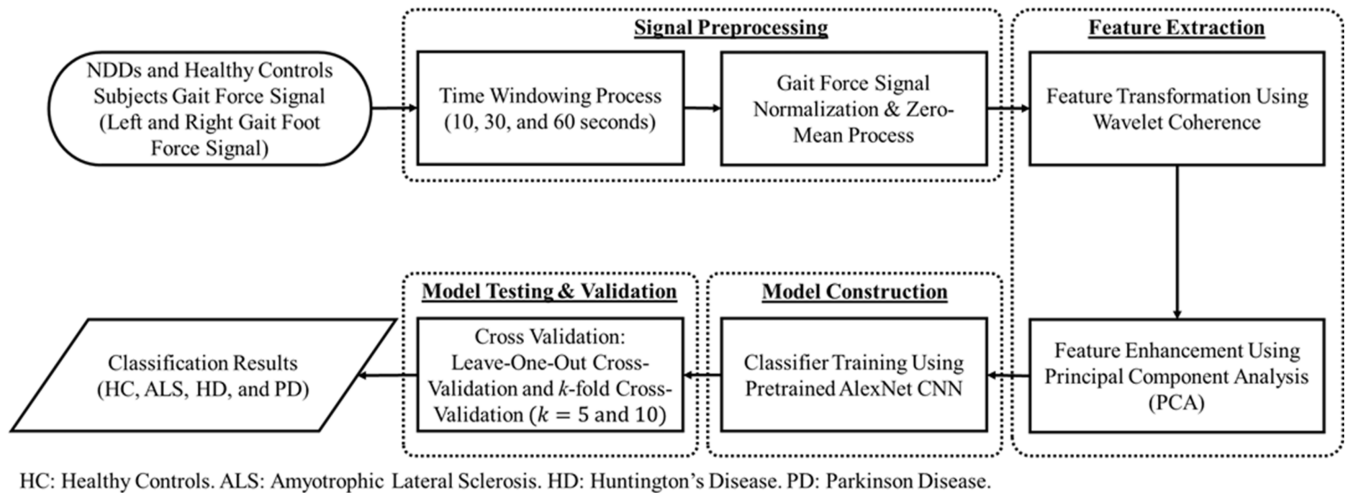 Signal Preprocessing
Feature Extraction
NDDs and Healthy Controls
Subjects Gait Force Signal
(Left and Right Gait Foot
Force Signal)
Time Windowing Process
(10, 30, and 60 seconds)
Gait Force Signal
Normalization & Zero-
Mean Process
Feature Transformation Using
Wavelet Coherence
Feature Enhancement Using
Principal Component Analysis
(PCA)
Model Construction
Classifier Training Using
Pretrained AlexNet CNN
Model Testing & Validation
Cross Validation:
Leave-One-Out Cross-
Validation and k-fold Cross-
Validation (k = 5 and 10)
Classification Results
(HC, ALS, HD, and PD)
HC: Healthy Controls. ALS: Amyotrophic Lateral Sclerosis. HD: Huntington's Disease. PD: Parkinson Disease.